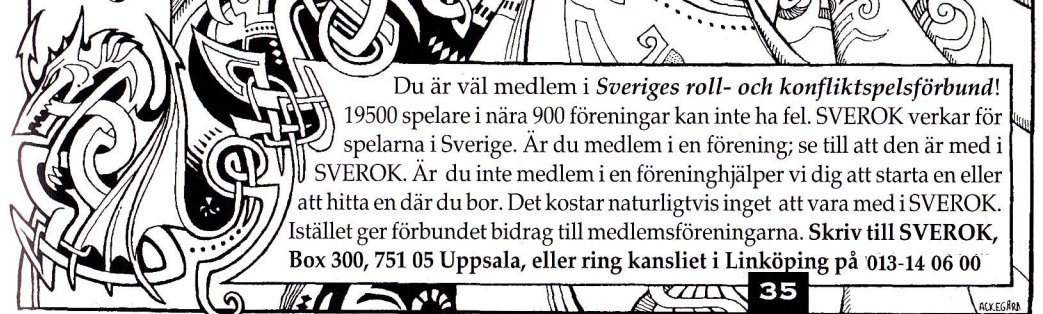 Du är väl medlem i Sveriges roll- och konfliktspelsförbund!
19500 spelare i nära 900 föreningar kan inte ha fel. SVEROK verkar för
spelarna i Sverige. Är du medlem i en förening; se till att den är med i
SVEROK. Är du inte medlem i en föreninghjälper vi dig att starta en eller
att hitta en där du bor. Det kostar naturligtvis inget att vara med i SVEROK.
Istället ger förbundet bidrag till medlemsföreningarna. Skriv till SVEROK,
Box 300, 751 05 Uppsala, eller ring kansliet i Linköping på 013-14 06 00
35
ACKEGÅRD